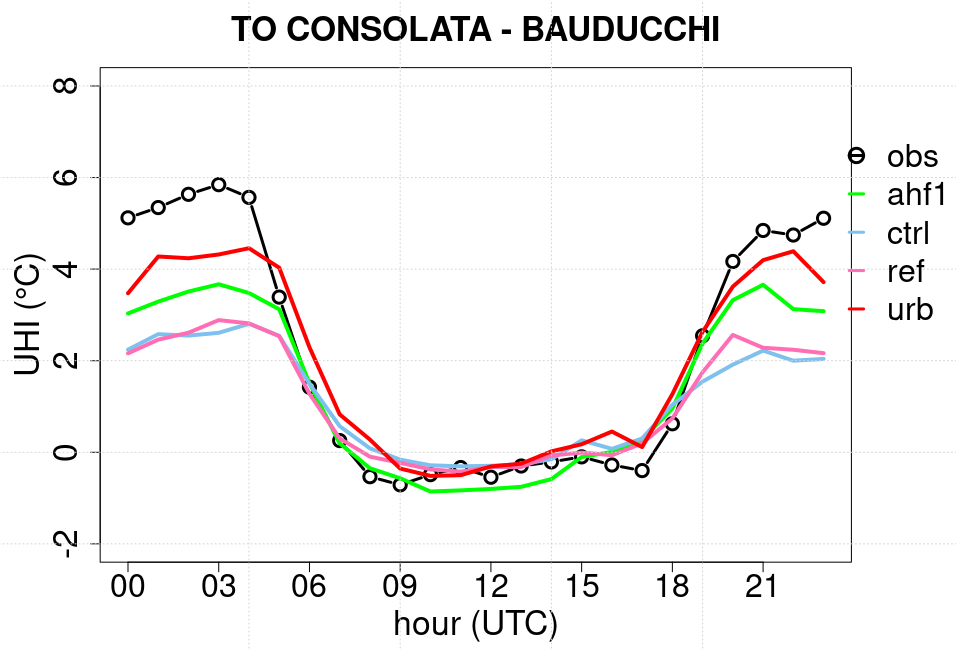 TO CONSOLATA - BAUDUCCHI
8
6
4
2
0
-2
UHI (°C)
00 03 06 09 12 15 18 21
hour (UTC)
obs
ahf1
ctrl
ref
urb